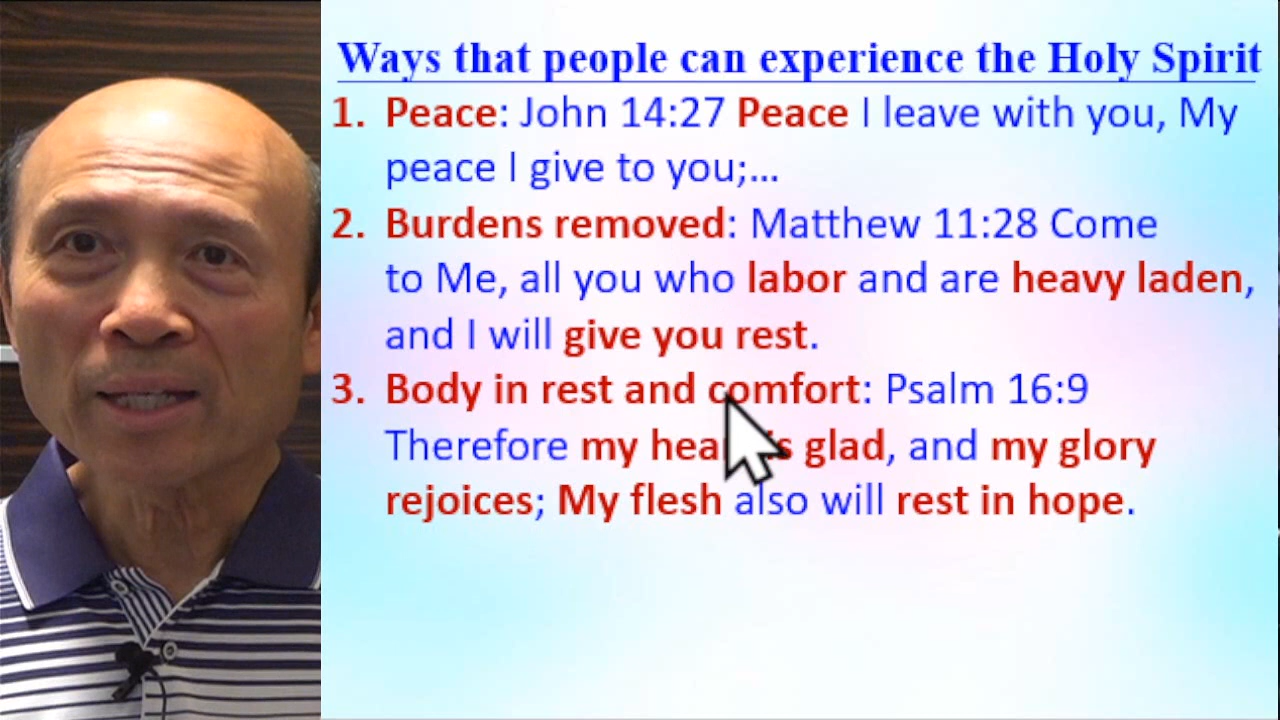 Ways that people can experience the Holy Spirit
1. Peace: John 14:27 Peace I leave with you, My
peace I give to you;...
2. Burdens removed: Matthew 11:28 Come
to Me, all you who labor and are heavy laden,
and I will give you rest.
3. Body in rest and comfort: Psalm 16:9
Therefore my heart is glad, and my glory
rejoices; My flesh also will rest in hope.